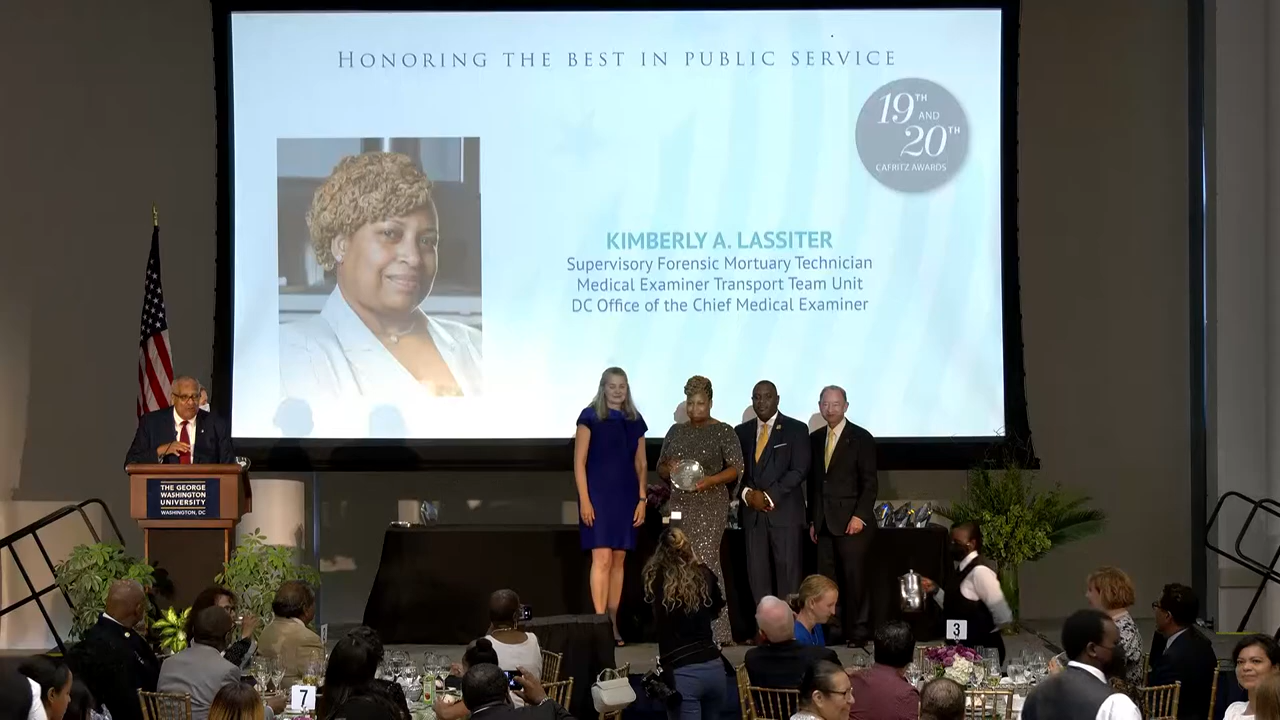 HONORING THE BEST IN PUBLIC SERVICE
19TH
AND
20TH
CAFRITZ AWARDS
KIMBERLY A. LASSITER
Supervisory Forensic Mortuary Technician
Medical Examiner Transport Team Unit
DC Office of the Chief Medical Examiner
THE GEORGE
WASHINGTON
UNIVERSITY
WASHINGTON, DC
3
7